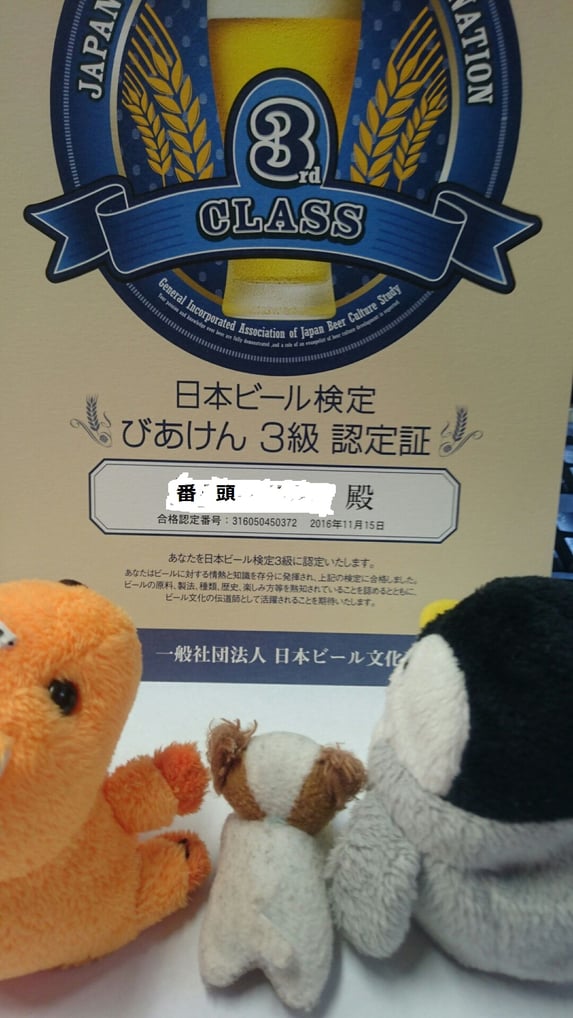 JAPAN
NATION
3rd
CLASS
General Incorporated Association of Japan Beer Culture Study
日本ビール検定
びあけん 3級 認定証
番 頭 殿
合格認定番号：316050450372 2016年11月15日
あなたを日本ビール検定3級に認定いたします。
あなたはビールに対する情熱と知識を存分に発揮され、上記の検定に合格しました。
ビールの原料、製法、種類、歴史、楽しみ方等を熟知されていることを認めるとともに、
ビール文化の伝道師として活躍されることを期待いたします。
一般社団法人 日本ビール文化